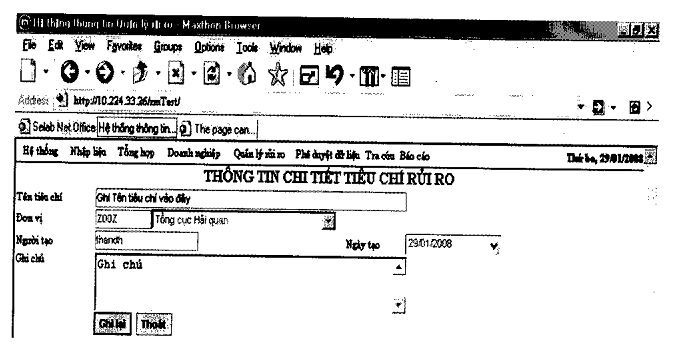 Hệ thống thông tin Quản lý rủi ro - Maxthon Browser
File Edit View Favorites Groups Options Tools Window Help
Address http://10.224.33.26/rmTest/
Selab Net Office Hệ thống thông tin... The page can...
Hệ thống Nhập liệu Tổng hợp Doanh nghiệp Quản lý rủi ro Phê duyệt dữ liệu Tra cứu Báo cáo Thứ ba, 29/01/2008
THÔNG TIN CHI TIẾT TIÊU CHÍ RỦI RO
Tên tiêu chí Ghi Tên tiêu chí vào đây
Đơn vị Z00Z Tổng cục Hải quan
Người tạo thandh Ngày tạo 29/01/2008
Ghi chú Ghi chú
Ghi lại Thoát